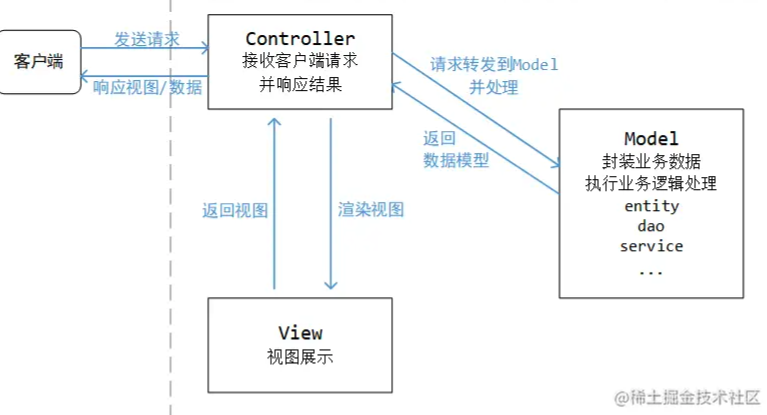 客户端
发送请求
响应视图/数据
Controller
接收客户端请求
并响应结果
请求转发到Model
并处理
返回
数据模型
Model
封装业务数据
执行业务逻辑处理
entity
dao
service
...
返回视图
渲染视图
View
视图展示
@稀土掘金技术社区